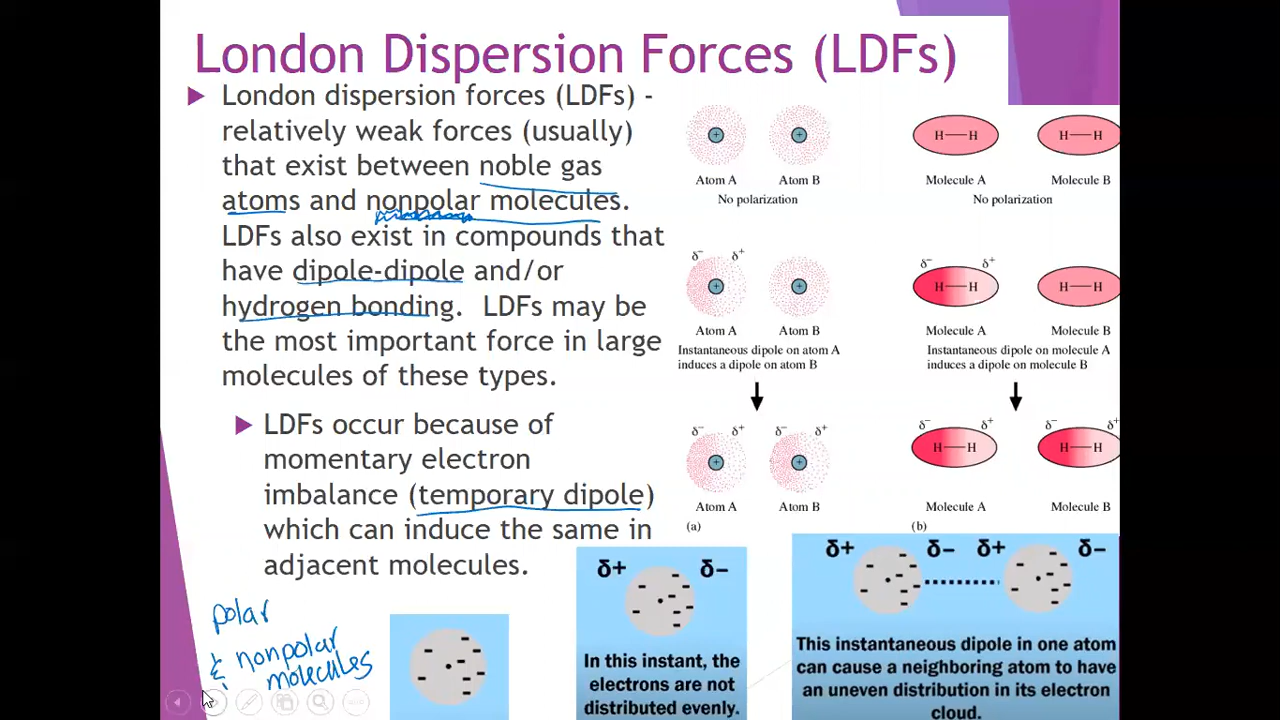 London Dispersion Forces (LDFs)
London dispersion forces (LDFs) -
relatively weak forces (usually)
that exist between noble gas
atoms and nonpolar molecules.
LDFs also exist in compounds that
have dipole-dipole and/or
hydrogen bonding. LDFs may be
the most important force in large
molecules of these types.
LDFs occur because of
momentary electron
imbalance (temporary dipole)
which can induce the same in
adjacent molecules.
polar
& nonpolar
molecules
+ +
Atom A Atom B
No polarization
δ- δ+
+ +
Atom A Atom B
Instantaneous dipole on atom A
induces a dipole on atom B
δ- δ+ δ- δ+
+ +
Atom A Atom B
(a)
H—H H—H
Molecule A Molecule B
No polarization
δ- δ+
H—H H—H
Molecule A Molecule B
Instantaneous dipole on molecule A
induces a dipole on molecule B
δ- δ+ δ- δ+
H—H H—H
Molecule A Molecule B
(b)
δ+ δ−
In this instant, the
electrons are not
distributed evenly.
δ+ δ− δ+ δ−
This instantaneous dipole in one atom
can cause a neighboring atom to have
an uneven distribution in its electron
cloud.